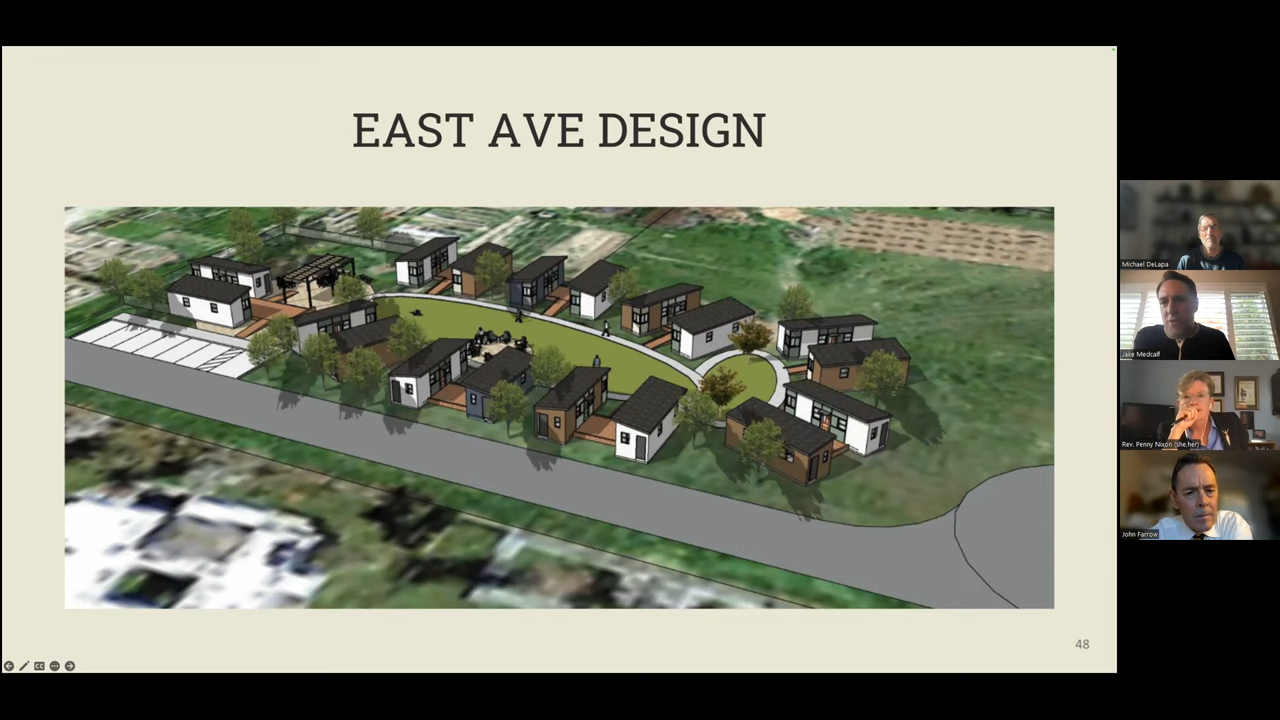 EAST AVE DESIGN
48
Michael DeLapa
Jake Medcalf
Rev. Penny Nixon (she,her)
John Farrow